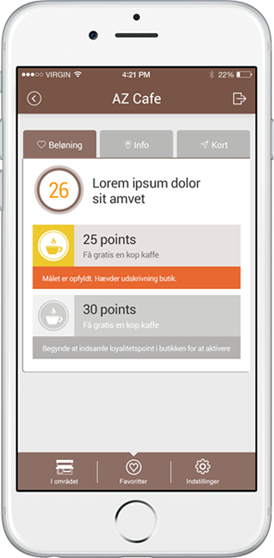 VIRGIN 4:21 PM 22%
AZ Cafe
Beløning Info Kort
26 Lorem ipsum dolor
sit amvet
25 points
Få gratis en kop kaffe
Målet er opfyldt. Hævder udskrivning butik.
30 points
Få gratis en kop kaffe
Begynde at indsamle loyalitetspoint i butikken for at aktivere
I området Favoritter Indstillinger